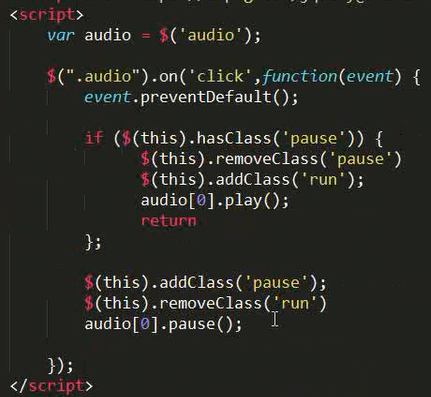 <script>
var audio = $('audio');
$(".audio").on('click',function(event) {
event.preventDefault();
if ($(this).hasClass('pause')) {
$(this).removeClass('pause')
$(this).addClass('run');
audio[0].play();
return
};
$(this).addClass('pause');
$(this).removeClass('run')
audio[0].pause();
});
</script>